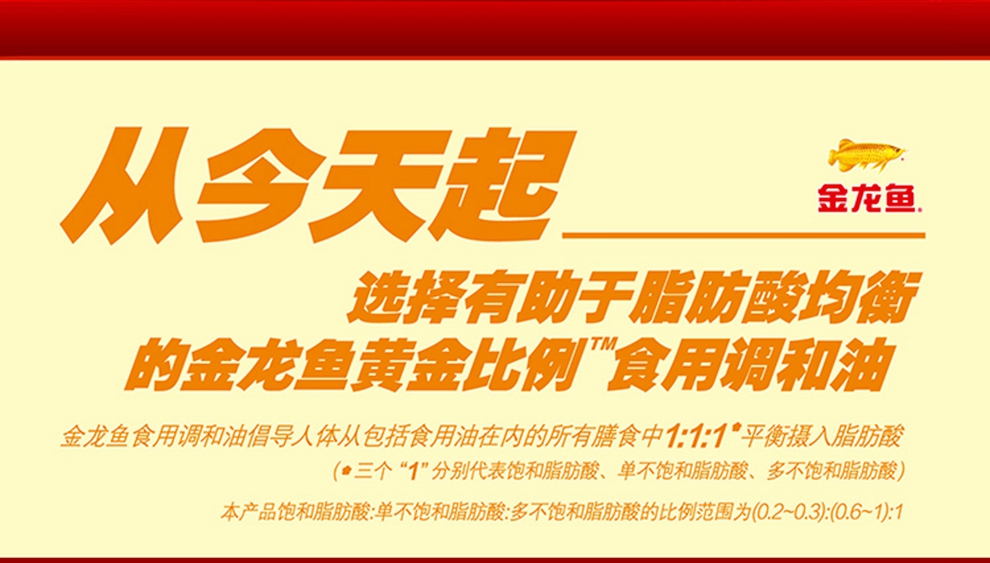 从今天起
金龙鱼®
选择有助于脂肪酸均衡
的金龙鱼黄金比例™食用调和油
金龙鱼食用调和油倡导人体从包括食用油在内的所有膳食中1:1:1*平衡摄入脂肪酸
(*三个“1”分别代表饱和脂肪酸、单不饱和脂肪酸、多不饱和脂肪酸)
本产品饱和脂肪酸:单不饱和脂肪酸:多不饱和脂肪酸的比例范围为(0.2~0.3):(0.6~1):1